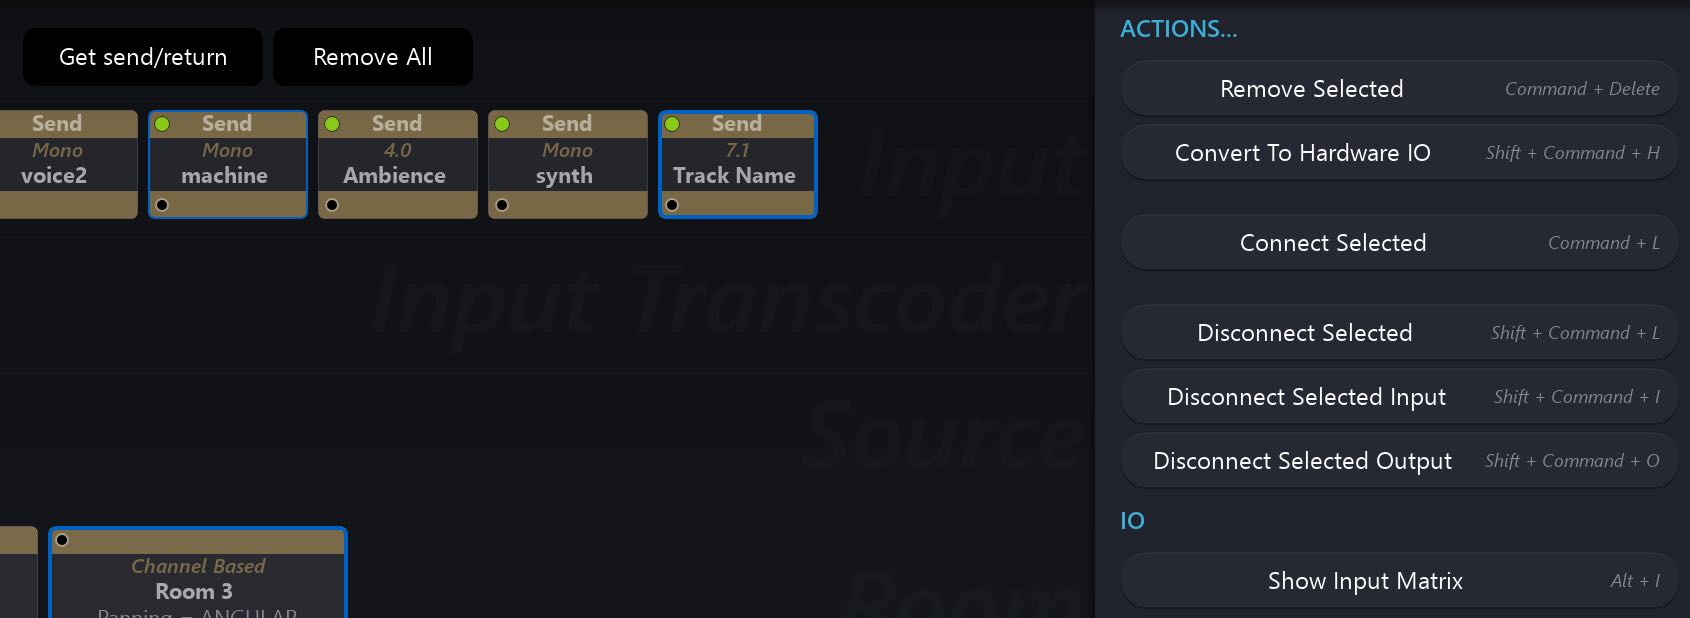 Get send/return
Remove All
Send
Mono
voice2
Send
Mono
machine
Send
4.0
Ambience
Send
Mono
synth
Send
7.1
Track Name
Input
Input Transcoder
Source
Room
Channel Based
Room 3
Panning = ANGULAR
ACTIONS...
Remove Selected Command + Delete
Convert To Hardware IO Shift + Command + H
Connect Selected Command + L
Disconnect Selected Shift + Command + L
Disconnect Selected Input Shift + Command + I
Disconnect Selected Output Shift + Command + O
IO
Show Input Matrix Alt + I